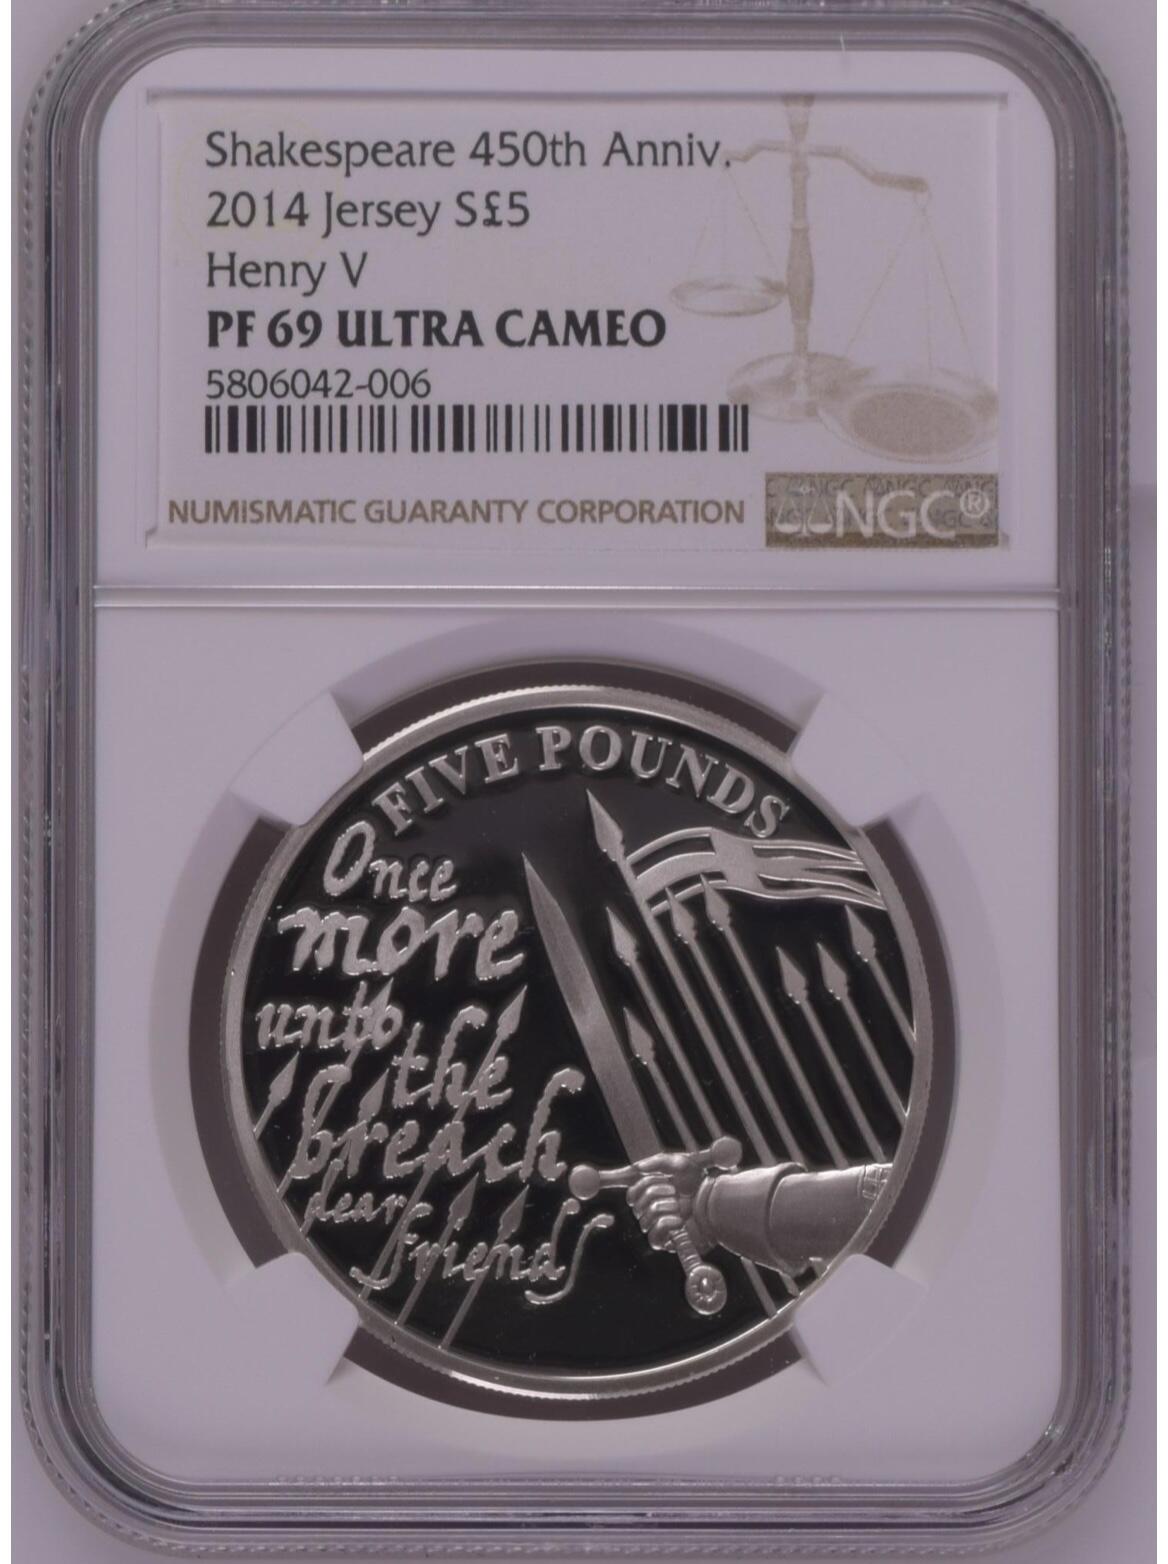 Shakespeare 450th Anniv.
2014 Jersey S£5
Henry V
PF 69 ULTRA CAMEO
5806042-006
NUMISMATIC GUARANTY CORPORATION
NGC®
FIVE POUNDS
Once
more
unto
the
breach
dear
friends